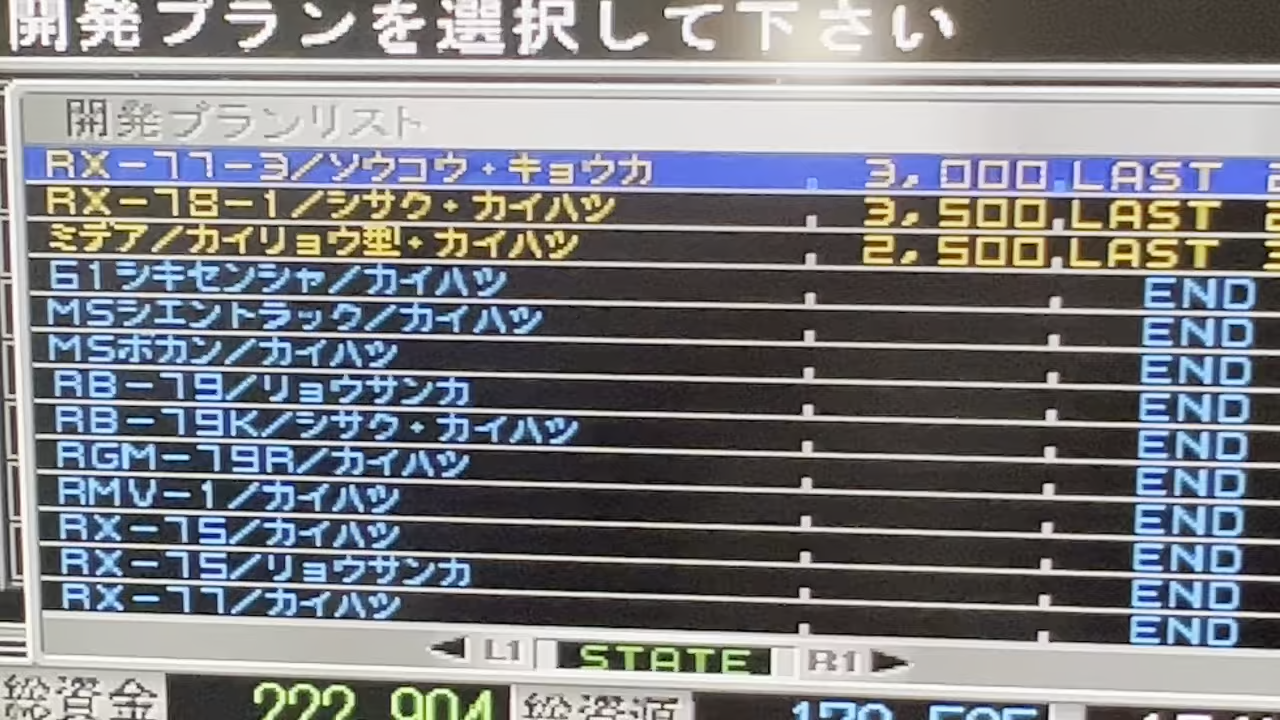 開発プランを選択して下さい
開発プランリスト
RX-77-3/ソウコウ・キョウカ 3,000 LAST 2
RX-78-1/シサク・カイハツ 3,500 LAST 2
ミデア/カイリョウ型・カイハツ 2,500 LAST 3
61シキセンシャ/カイハツ END
MSシエントラック/カイハツ END
MSボカン/カイハツ END
RB-79/リョウサンカ END
RB-79K/シサク・カイハツ END
RGM-79R/カイハツ END
RMV-1/カイハツ END
RX-75/カイハツ END
RX-75/リョウサンカ END
RX-77/カイハツ END
◀ L1 STATE R1 ▶
総資金 222,904 総資源